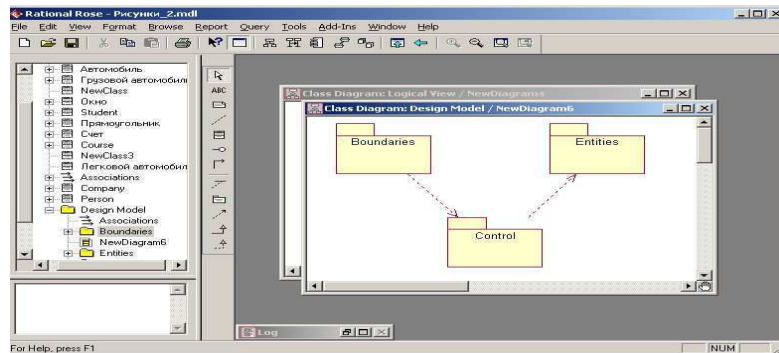 Rational Rose - Рисунки_2.mdl
File Edit View Format Browse Report Query Tools Add-Ins Window Help
Автомобиль
Грузовой автомобил
NewClass
Окно
Student
Прямоугольник
Счет
Course
NewClass3
Легковой автомобил
Associations
Company
Person
Design Model
Associations
Boundaries
NewDiagram6
Entities
ABC
Class Diagram: Logical View / NewDiagram5
Class Diagram: Design Model / NewDiagram6
Boundaries
Entities
Control
Log
For Help, press F1
NUM